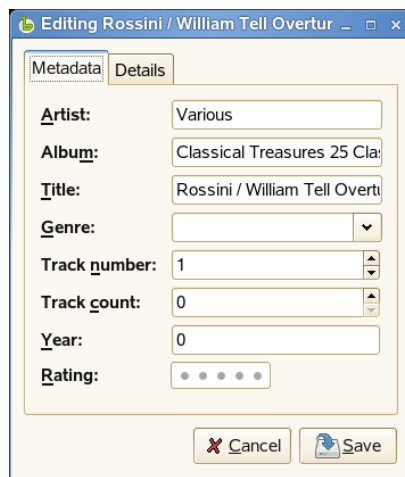 Editing Rossini / William Tell Overtur
Metadata Details
Artist: Various
Album: Classical Treasures 25 Clas
Title: Rossini / William Tell Overtu
Genre:
Track number: 1
Track count: 0
Year: 0
Rating:
Cancel Save